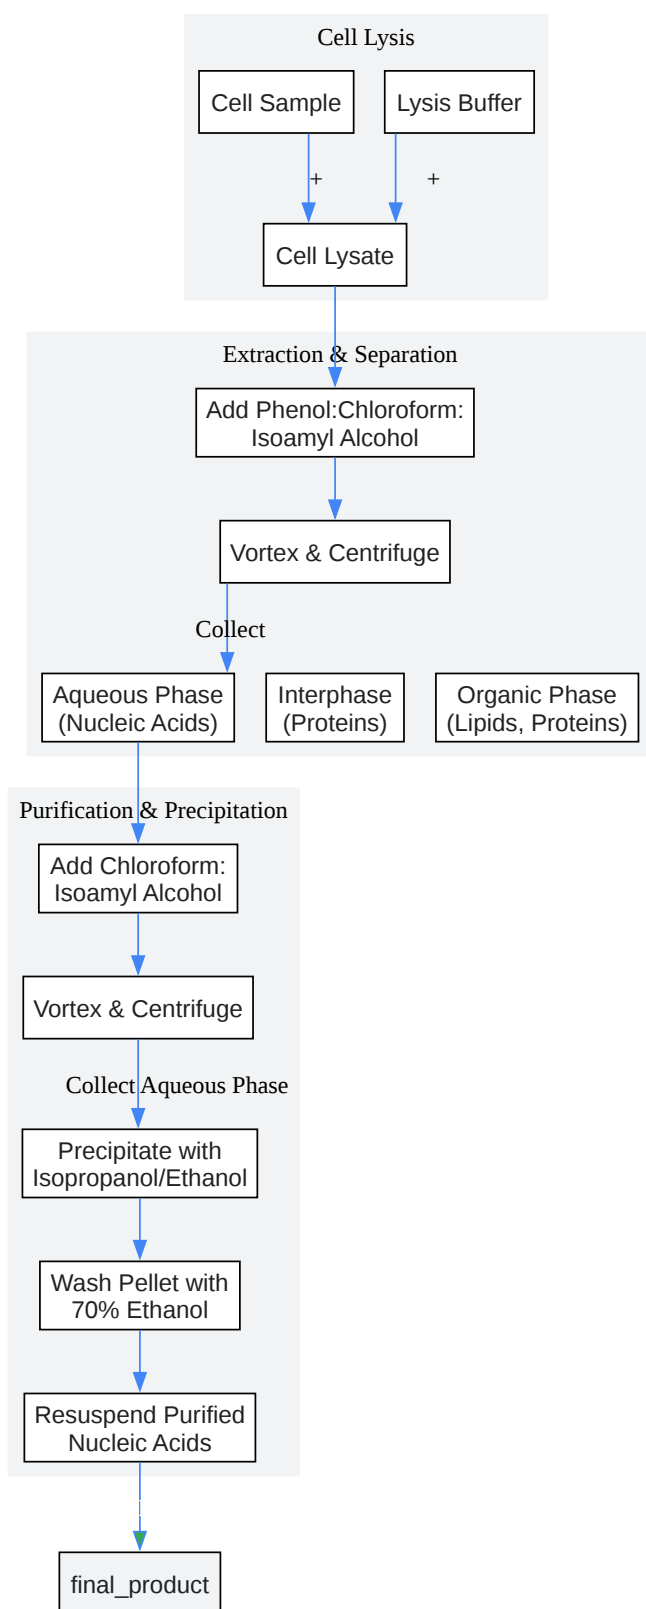 Cell Lysis
Cell Sample
Lysis Buffer
+
+
Cell Lysate
Extraction & Separation
Add Phenol:Chloroform:
Isoamyl Alcohol
Vortex & Centrifuge
Collect
Aqueous Phase
(Nucleic Acids)
Interphase
(Proteins)
Organic Phase
(Lipids, Proteins)
Purification & Precipitation
Add Chloroform:
Isoamyl Alcohol
Vortex & Centrifuge
Collect Aqueous Phase
Precipitate with
Isopropanol/Ethanol
Wash Pellet with
70% Ethanol
Resuspend Purified
Nucleic Acids
final_product